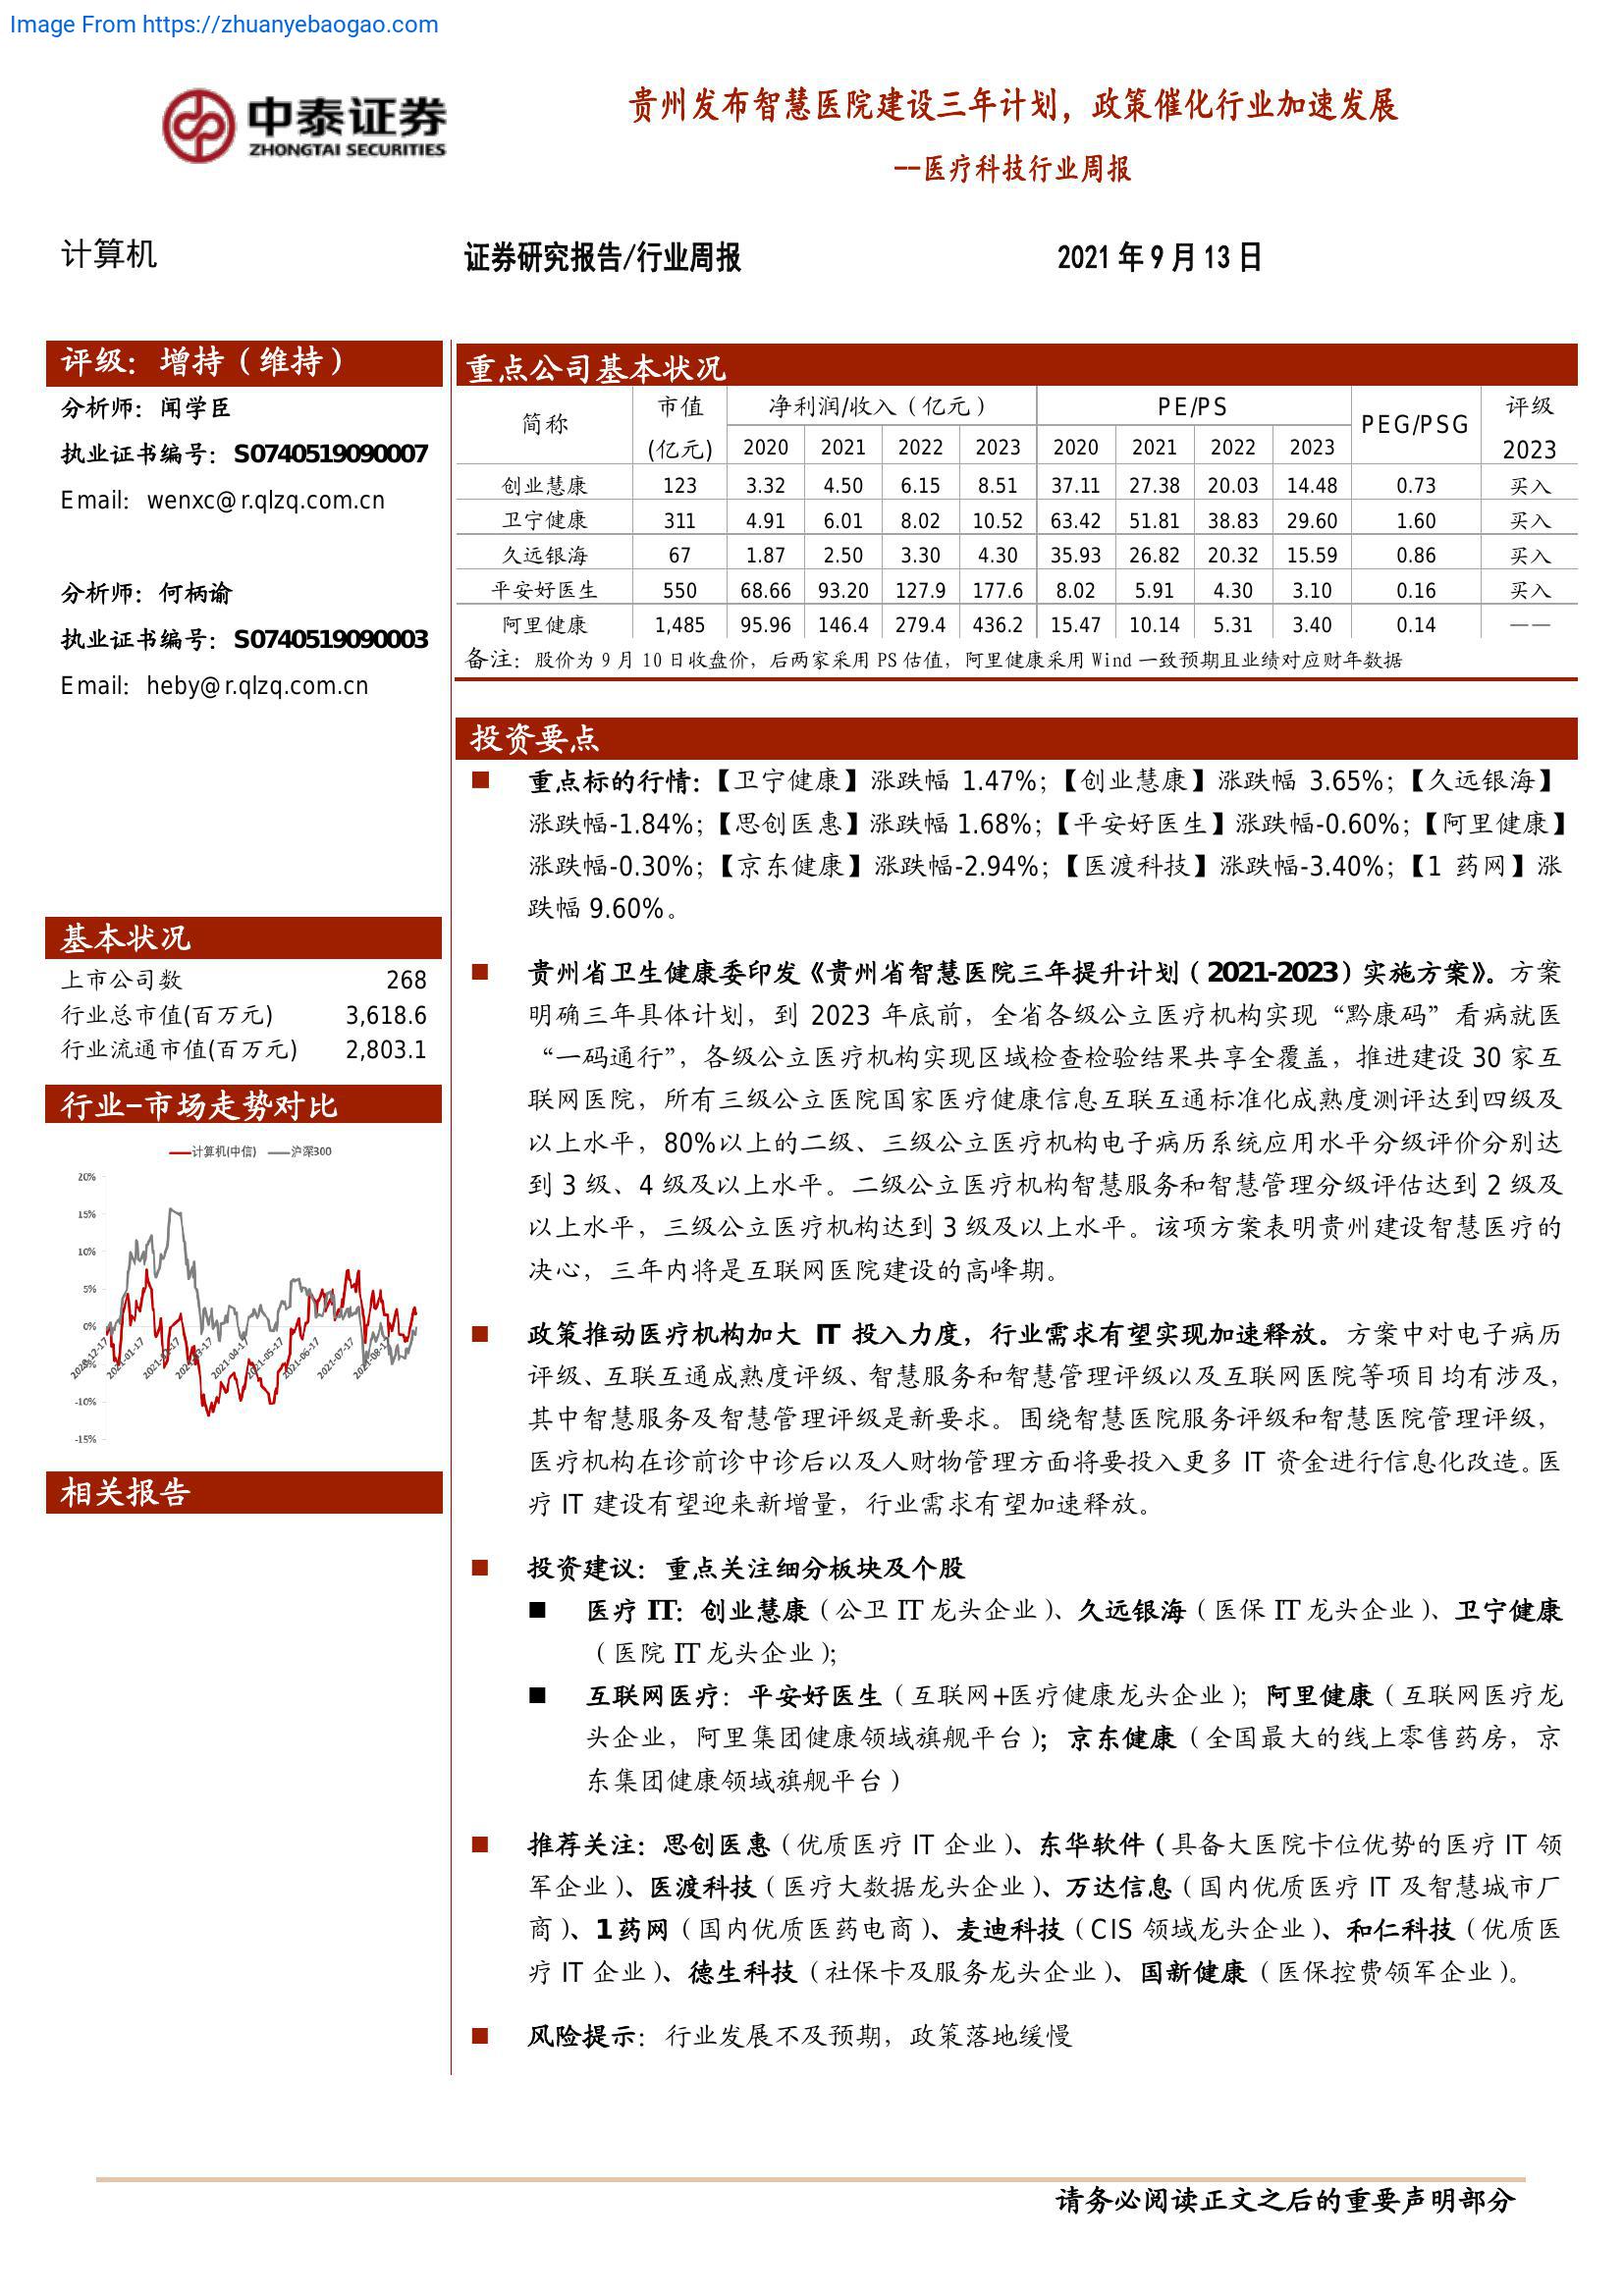 Image From https://zhuanyebaogao.com
中泰证券
ZHONGTAI SECURITIES
贵州发布智慧医院建设三年计划，政策催化行业加速发展
--医疗科技行业周报
计算机
证券研究报告/行业周报
2021 年 9 月 13 日
评级：增持（维持）
分析师：闻学臣
执业证书编号：S0740519090007
Email：wenxc@r.qlzq.com.cn
分析师：何柄谕
执业证书编号：S0740519090003
Email：heby@r.qlzq.com.cn
基本状况
上市公司数 268
行业总市值(百万元) 3,618.6
行业流通市值(百万元) 2,803.1
行业-市场走势对比
计算机(中信) 沪深300
20%
15%
10%
5%
0%
-5%
-10%
-15%
2020-12-17 2021-01-17 2021-02-17 2021-03-17 2021-04-17 2021-05-17 2021-06-17 2021-07-17 2021-08-17
相关报告
重点公司基本状况
简称 市值 净利润/收入（亿元） PE/PS PEG/PSG 评级
(亿元) 2020 2021 2022 2023 2020 2021 2022 2023 2023
创业慧康 123 3.32 4.50 6.15 8.51 37.11 27.38 20.03 14.48 0.73 买入
卫宁健康 311 4.91 6.01 8.02 10.52 63.42 51.81 38.83 29.60 1.60 买入
久远银海 67 1.87 2.50 3.30 4.30 35.93 26.82 20.32 15.59 0.86 买入
平安好医生 550 68.66 93.20 127.9 177.6 8.02 5.91 4.30 3.10 0.16 买入
阿里健康 1,485 95.96 146.4 279.4 436.2 15.47 10.14 5.31 3.40 0.14 ——
备注：股价为 9 月 10 日收盘价，后两家采用 PS 估值，阿里健康采用 Wind 一致预期且业绩对应财年数据
投资要点
■ 重点标的行情：【卫宁健康】涨跌幅 1.47%；【创业慧康】涨跌幅 3.65%；【久远银海】
涨跌幅-1.84%；【思创医惠】涨跌幅 1.68%；【平安好医生】涨跌幅-0.60%；【阿里健康】
涨跌幅-0.30%；【京东健康】涨跌幅-2.94%；【医渡科技】涨跌幅-3.40%；【1 药网】涨
跌幅 9.60%。
■ 贵州省卫生健康委印发《贵州省智慧医院三年提升计划（2021-2023）实施方案》。方案
明确三年具体计划，到 2023 年底前，全省各级公立医疗机构实现“黔康码”看病就医
“一码通行”，各级公立医疗机构实现区域检查检验结果共享全覆盖，推进建设 30 家互
联网医院，所有三级公立医院国家医疗健康信息互联互通标准化成熟度测评达到四级及
以上水平，80%以上的二级、三级公立医疗机构电子病历系统应用水平分级评价分别达
到 3 级、4 级及以上水平。二级公立医疗机构智慧服务和智慧管理分级评估达到 2 级及
以上水平，三级公立医疗机构达到 3 级及以上水平。该项方案表明贵州建设智慧医疗的
决心，三年内将是互联网医院建设的高峰期。
■ 政策推动医疗机构加大 IT 投入力度，行业需求有望实现加速释放。方案中对电子病历
评级、互联互通成熟度评级、智慧服务和智慧管理评级以及互联网医院等项目均有涉及，
其中智慧服务及智慧管理评级是新要求。围绕智慧医院服务评级和智慧医院管理评级，
医疗机构在诊前诊中诊后以及人财物管理方面将要投入更多 IT 资金进行信息化改造。医
疗 IT 建设有望迎来新增量，行业需求有望加速释放。
■ 投资建议：重点关注细分板块及个股
■ 医疗 IT：创业慧康（公卫 IT 龙头企业）、久远银海（医保 IT 龙头企业）、卫宁健康
（医院 IT 龙头企业）；
■ 互联网医疗：平安好医生（互联网+医疗健康龙头企业）；阿里健康（互联网医疗龙
头企业，阿里集团健康领域旗舰平台）；京东健康（全国最大的线上零售药房，京
东集团健康领域旗舰平台）
■ 推荐关注：思创医惠（优质医疗 IT 企业）、东华软件（具备大医院卡位优势的医疗 IT 领
军企业）、医渡科技（医疗大数据龙头企业）、万达信息（国内优质医疗 IT 及智慧城市厂
商）、1 药网（国内优质医药电商）、麦迪科技（CIS 领域龙头企业）、和仁科技（优质医
疗 IT 企业）、德生科技（社保卡及服务龙头企业）、国新健康（医保控费领军企业）。
■ 风险提示：行业发展不及预期，政策落地缓慢
请务必阅读正文之后的重要声明部分